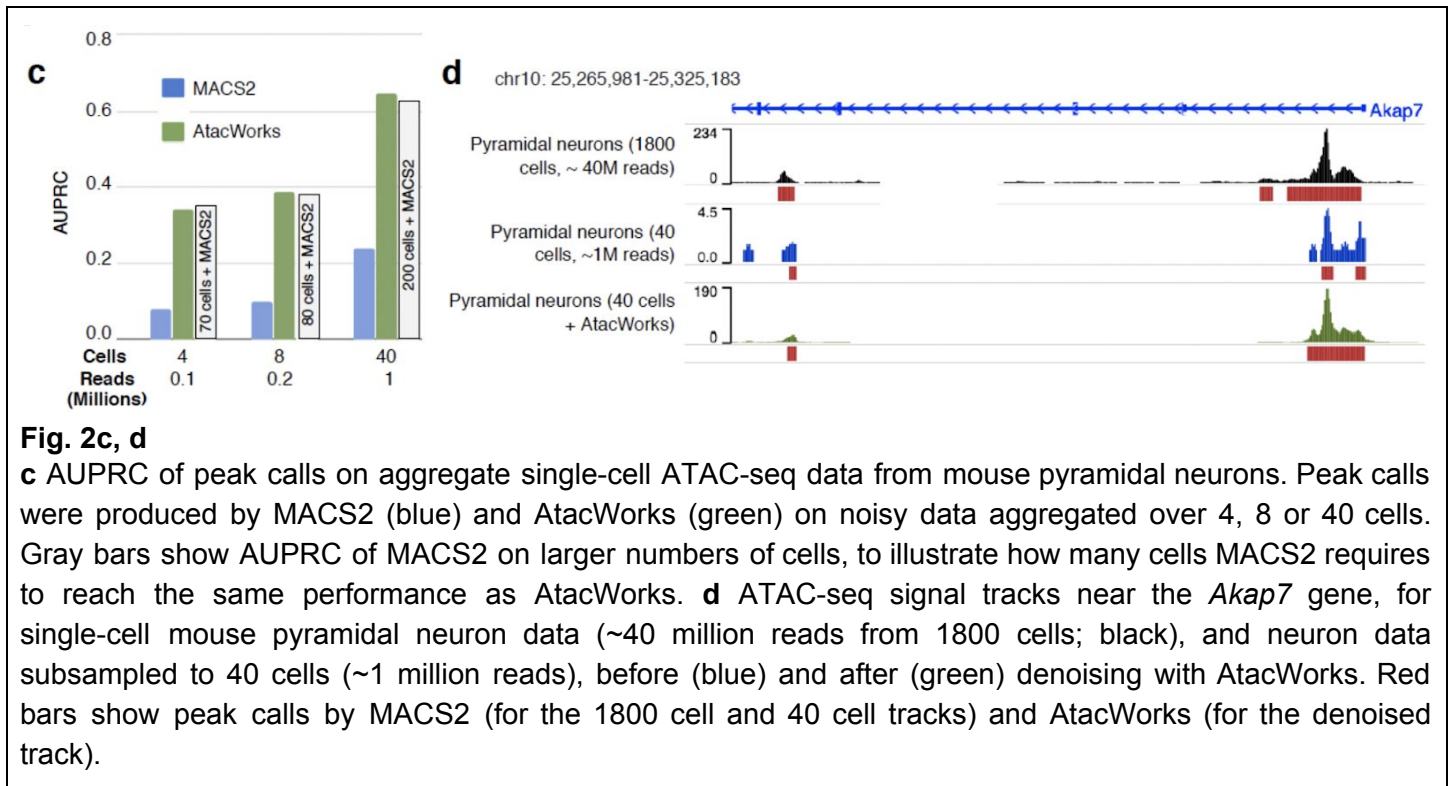 c
0.8
0.6
0.4
0.2
0.0
AUPRC
MACS2
AtacWorks
70 cells + MACS2
80 cells + MACS2
200 cells + MACS2
Cells 4 8 40
Reads 0.1 0.2 1
(Millions)
d chr10: 25,265,981-25,325,183
Akap7
Pyramidal neurons (1800
cells, ~ 40M reads)
234
0
Pyramidal neurons (40
cells, ~1M reads)
4.5
0.0
Pyramidal neurons (40 cells
+ AtacWorks)
190
0
Fig. 2c, d
c AUPRC of peak calls on aggregate single-cell ATAC-seq data from mouse pyramidal neurons. Peak calls
were produced by MACS2 (blue) and AtacWorks (green) on noisy data aggregated over 4, 8 or 40 cells.
Gray bars show AUPRC of MACS2 on larger numbers of cells, to illustrate how many cells MACS2 requires
to reach the same performance as AtacWorks. d ATAC-seq signal tracks near the Akap7 gene, for
single-cell mouse pyramidal neuron data (~40 million reads from 1800 cells; black), and neuron data
subsampled to 40 cells (~1 million reads), before (blue) and after (green) denoising with AtacWorks. Red
bars show peak calls by MACS2 (for the 1800 cell and 40 cell tracks) and AtacWorks (for the denoised
track).